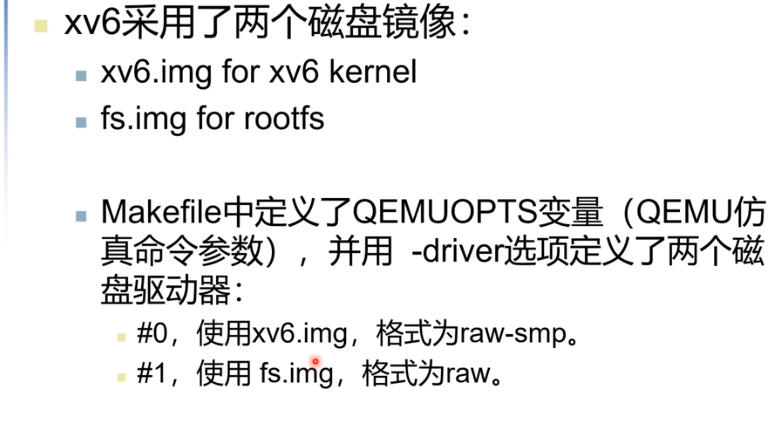 xv6采用了两个磁盘镜像：
xv6.img for xv6 kernel
fs.img for rootfs
Makefile中定义了QEMUOPTS变量（QEMU仿
真命令参数），并用 -driver选项定义了两个磁
盘驱动器：
#0，使用xv6.img，格式为raw-smp。
#1，使用 fs.img，格式为raw。